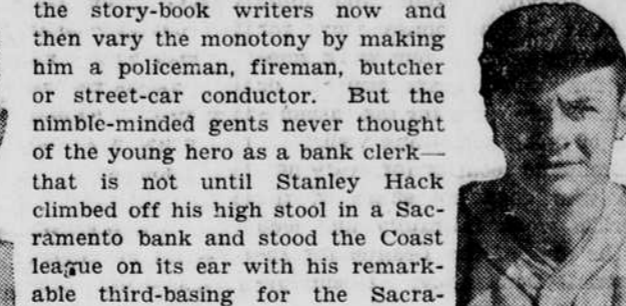 the story-book writers now and
then vary the monotony by making
him a policeman, fireman, butcher
or street-car conductor. But the
nimble-minded gents never thought
of the young hero as a bank clerk—
that is not until Stanley Hack
climbed off his high stool in a Sac-
ramento bank and stood the Coast
league on its ear with his remark-
able third-basing for the Sacra-